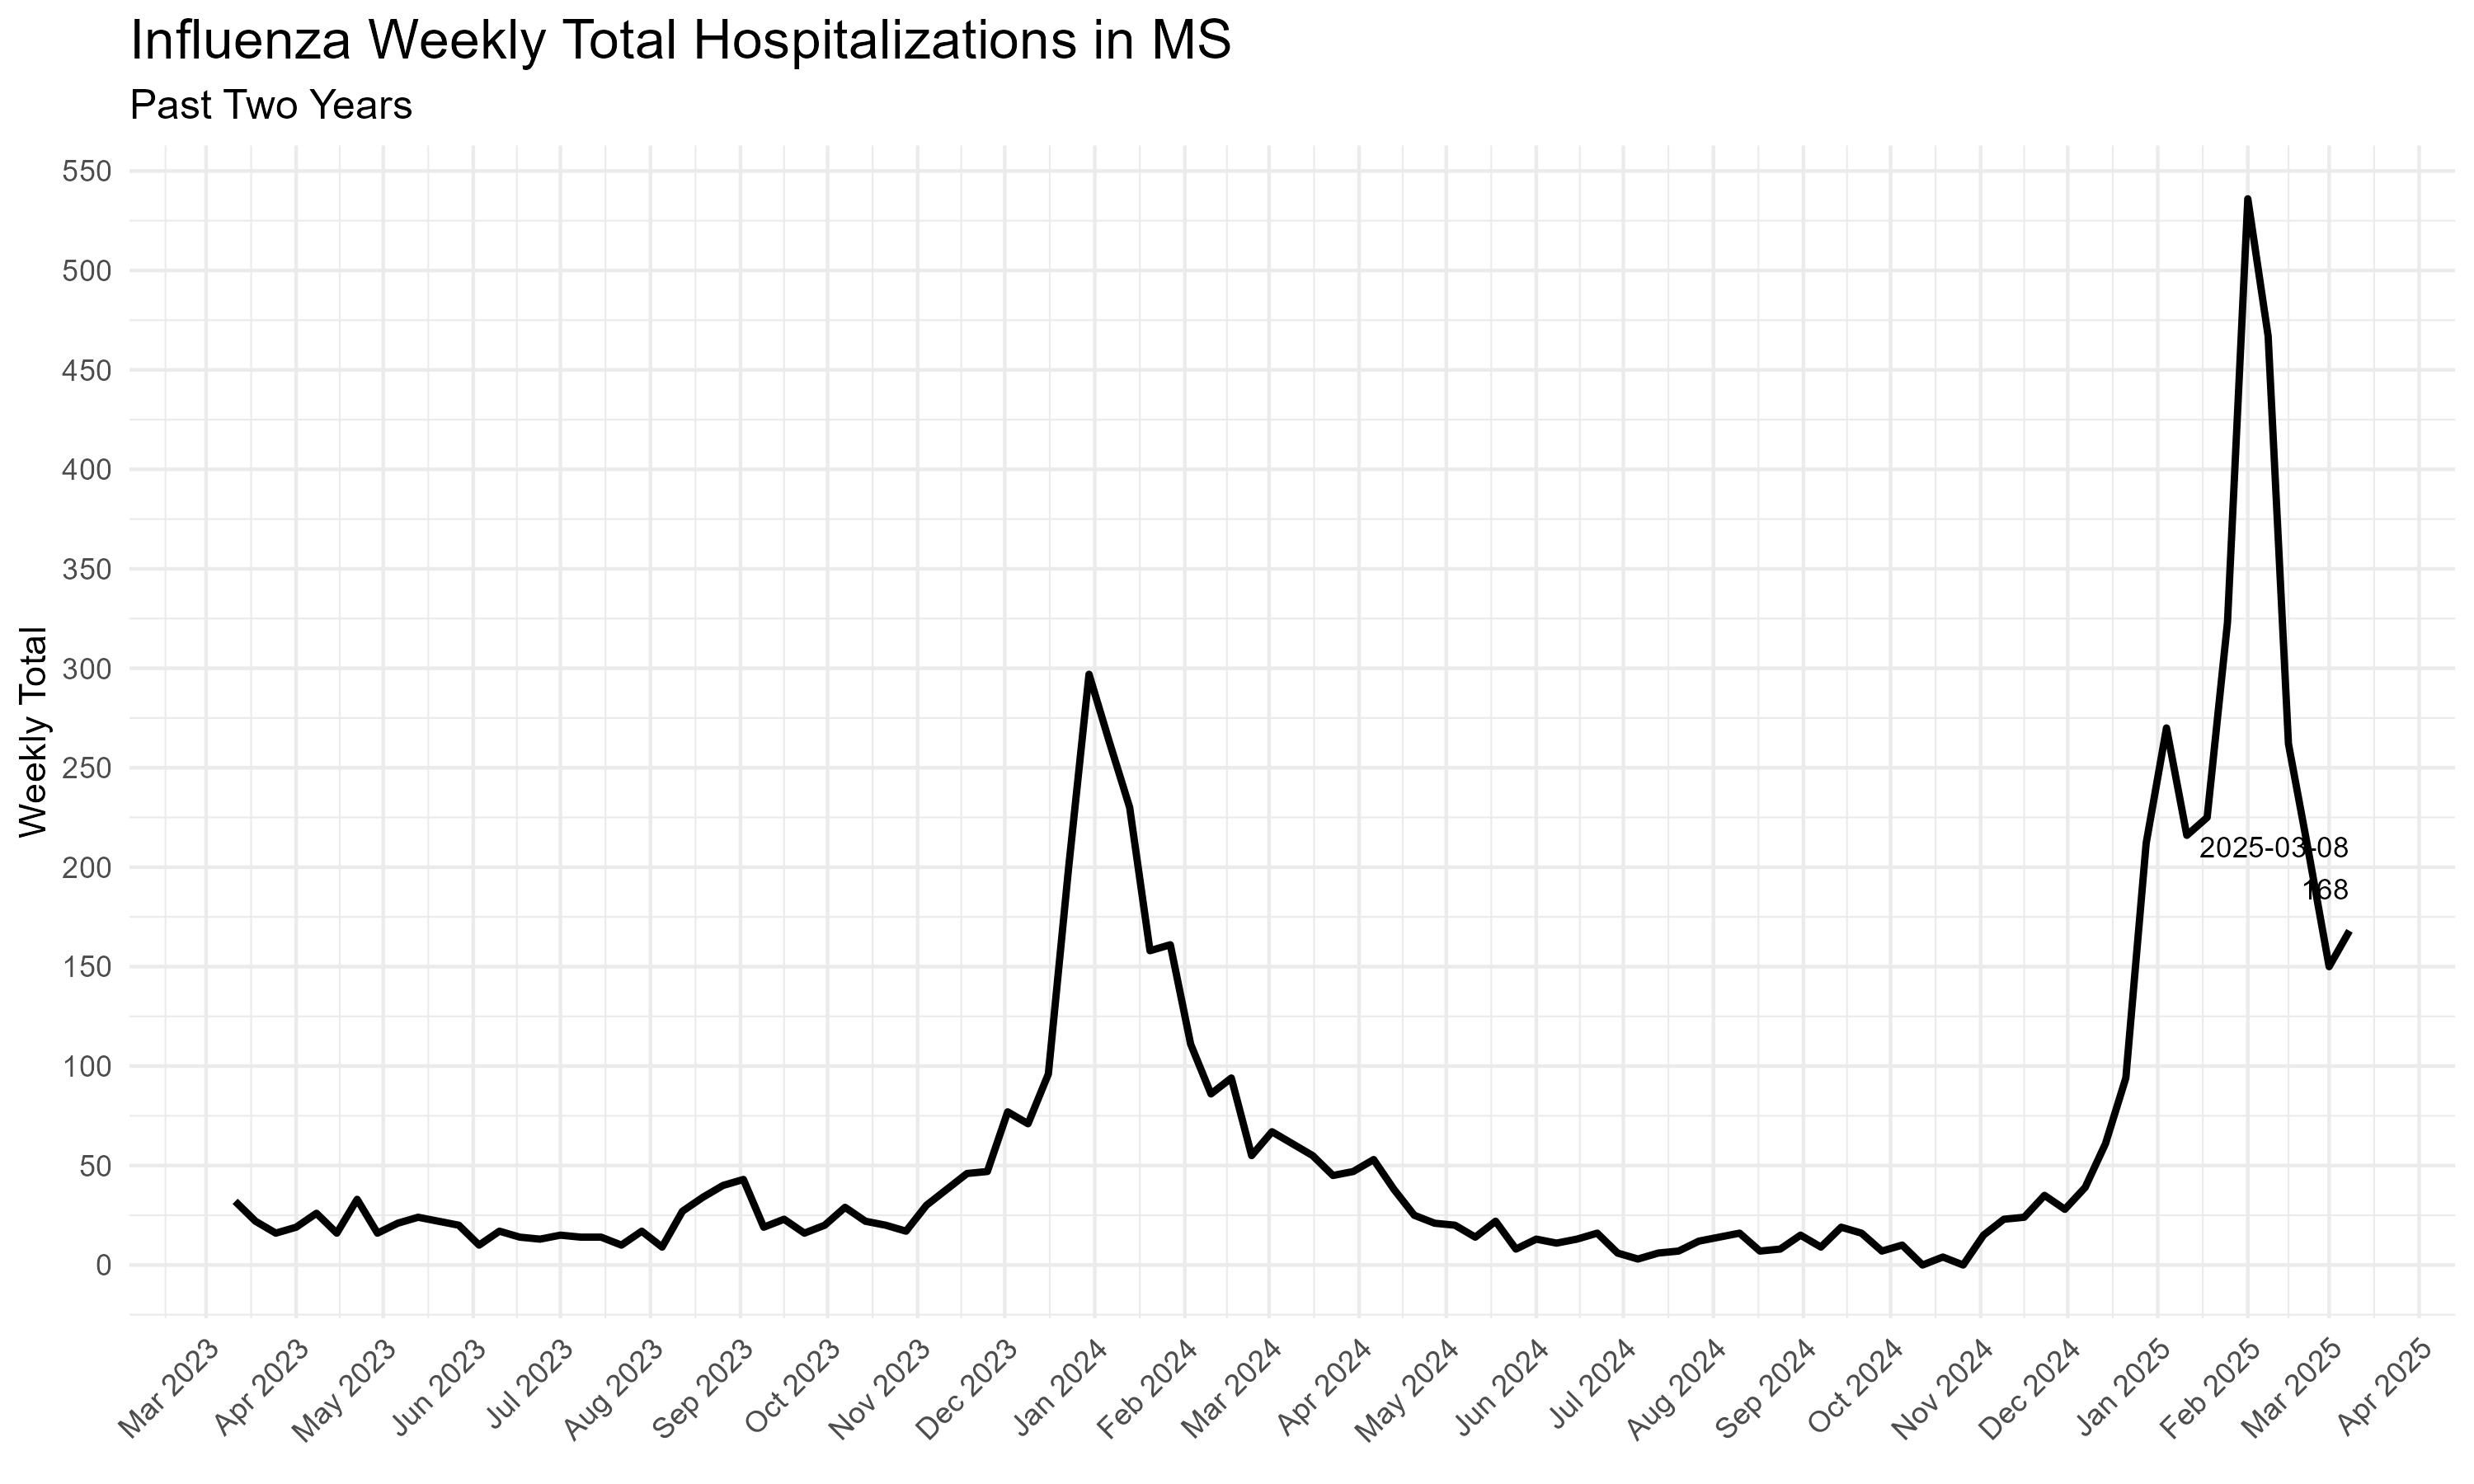 Influenza Weekly Total Hospitalizations in MS
Past Two Years
Weekly Total
550
500
450
400
350
300
250
200
150
100
50
0
2025-03-08
168
Mar 2023
Apr 2023
May 2023
Jun 2023
Jul 2023
Aug 2023
Sep 2023
Oct 2023
Nov 2023
Dec 2023
Jan 2024
Feb 2024
Mar 2024
Apr 2024
May 2024
Jun 2024
Jul 2024
Aug 2024
Sep 2024
Oct 2024
Nov 2024
Dec 2024
Jan 2025
Feb 2025
Mar 2025
Apr 2025